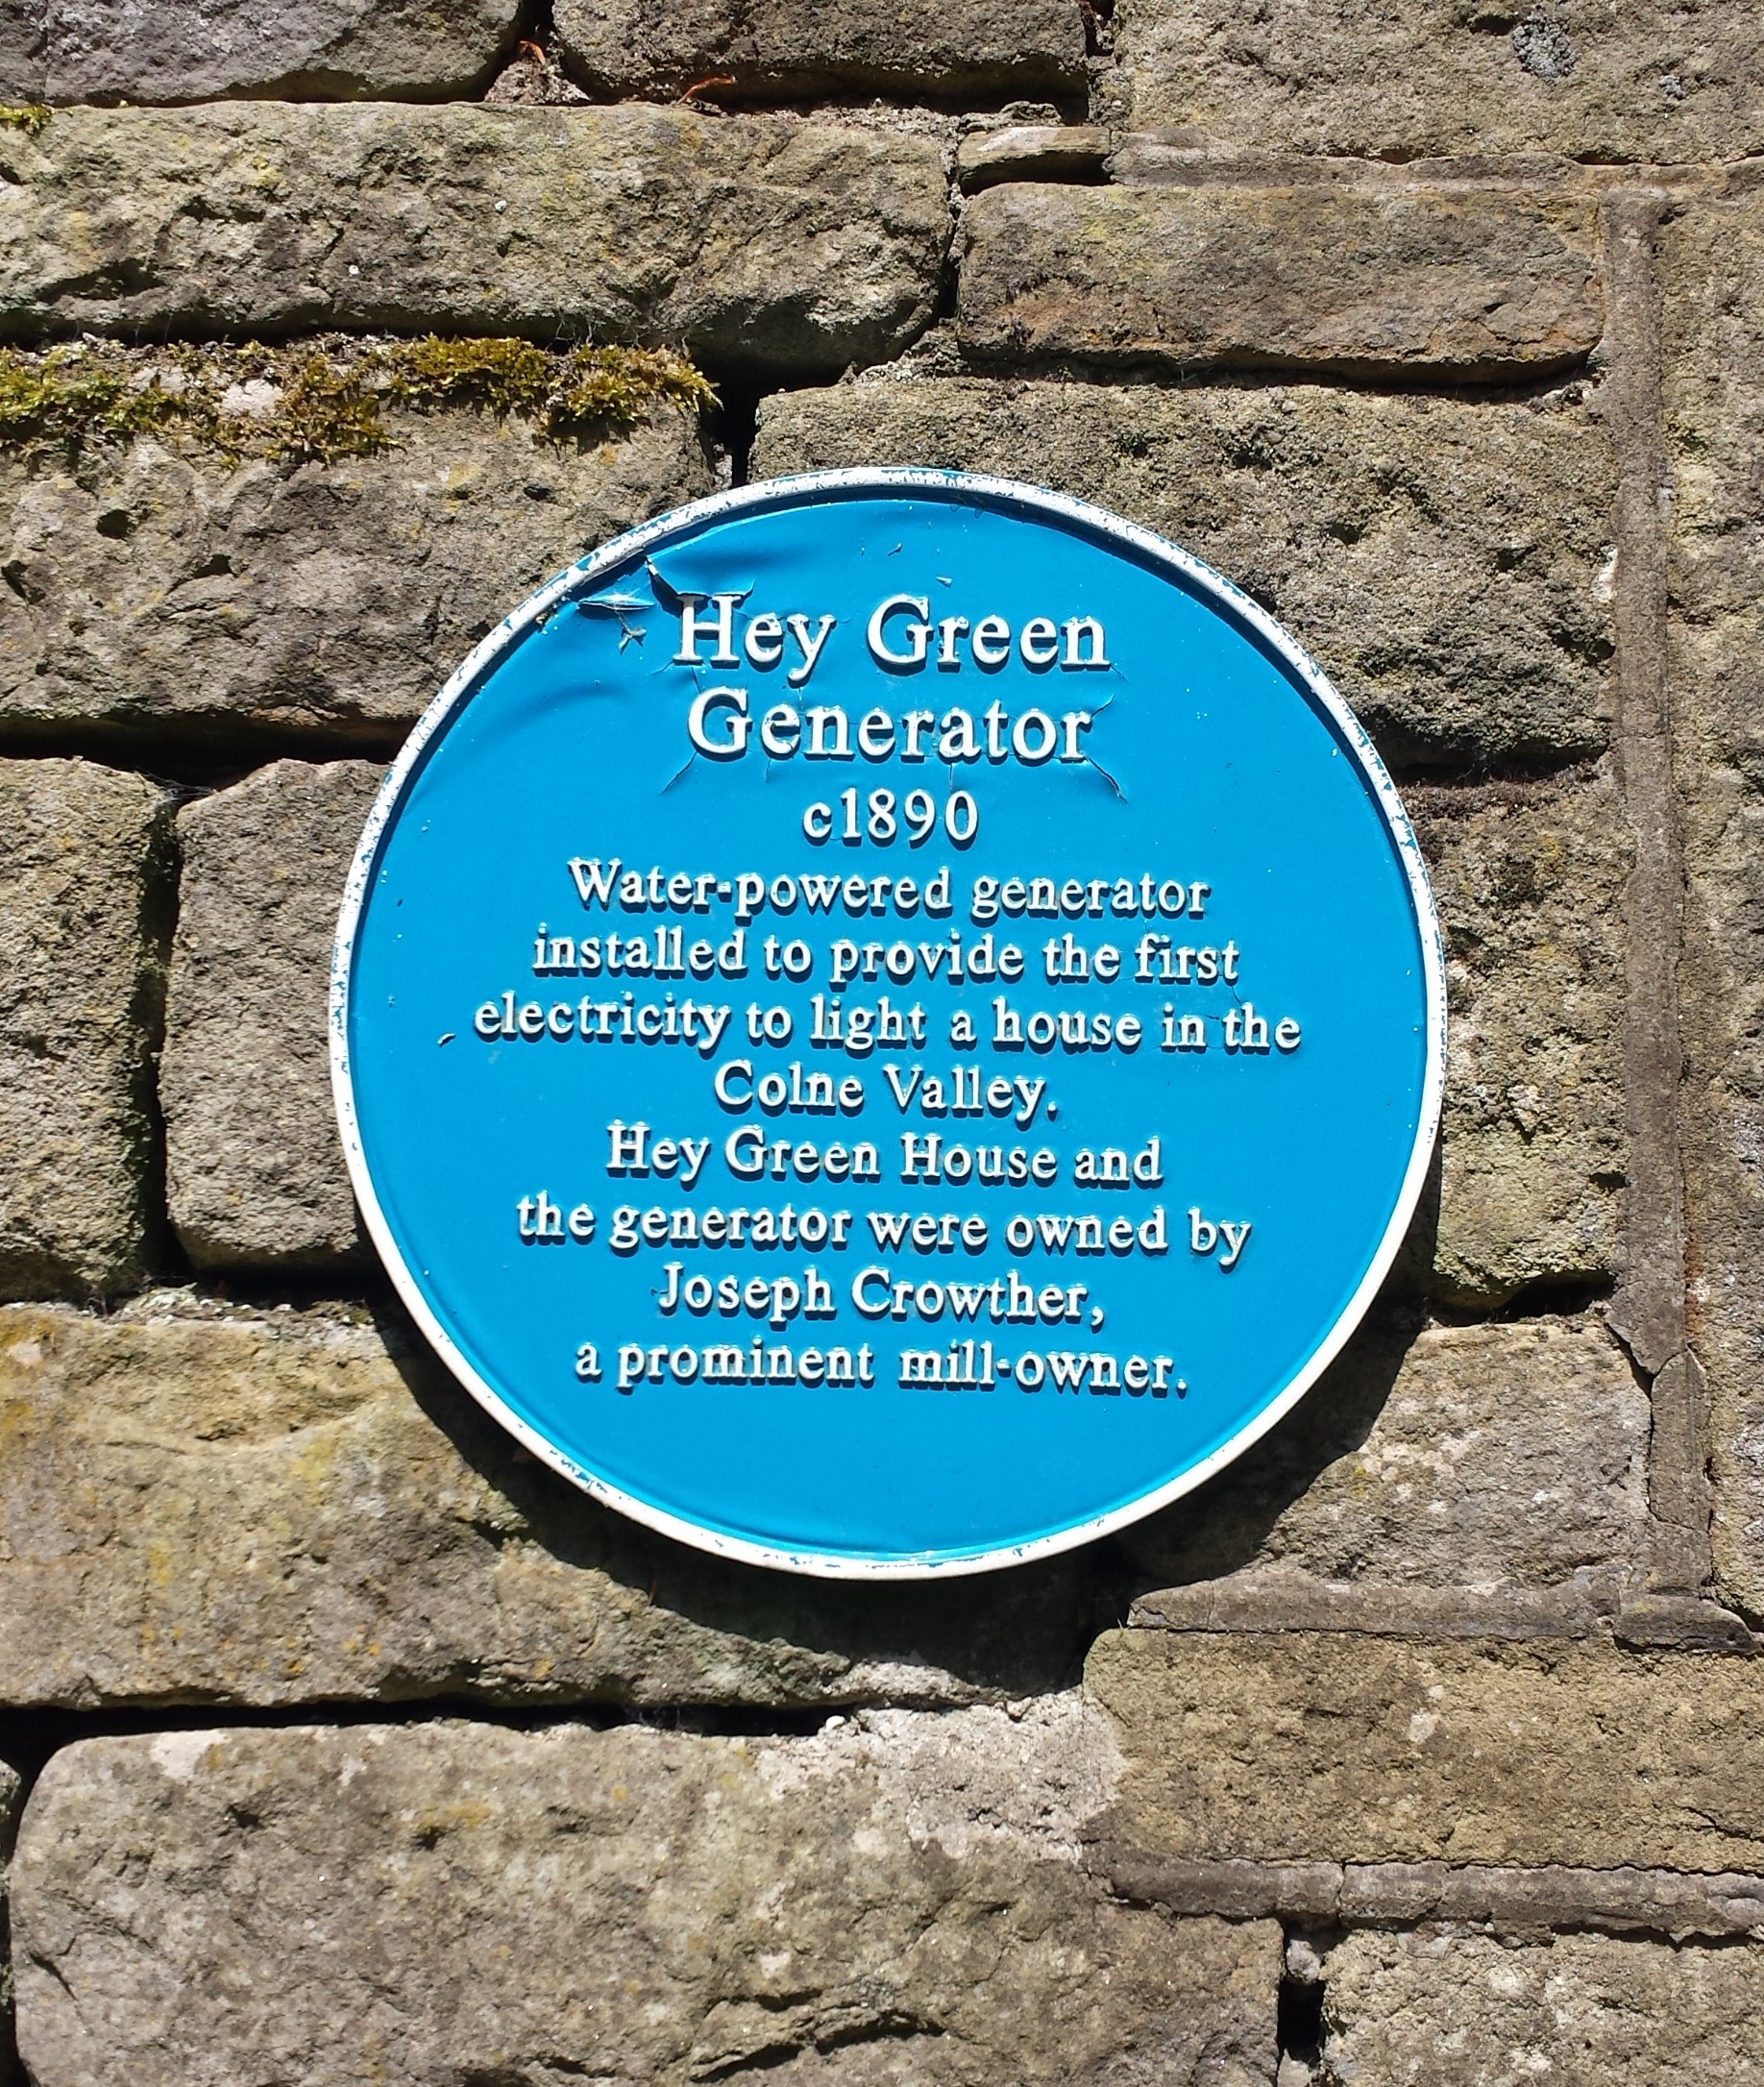 Hey Green
Generator
c1890
Water-powered generator
installed to provide the first
electricity to light a house in the
Colne Valley.
Hey Green House and
the generator were owned by
Joseph Crowther,
a prominent mill-owner.